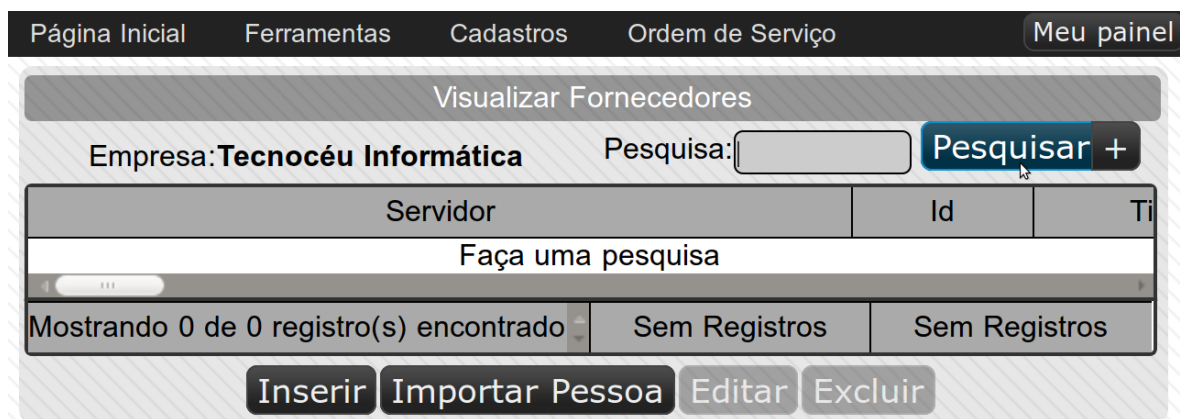 Página Inicial Ferramentas Cadastros Ordem de Serviço Meu painel
Visualizar Fornecedores
Empresa:Tecnocéu Informática Pesquisa: Pesquisar +
Servidor Id Ti
Faça uma pesquisa
Mostrando 0 de 0 registro(s) encontrado Sem Registros Sem Registros
Inserir Importar Pessoa Editar Excluir